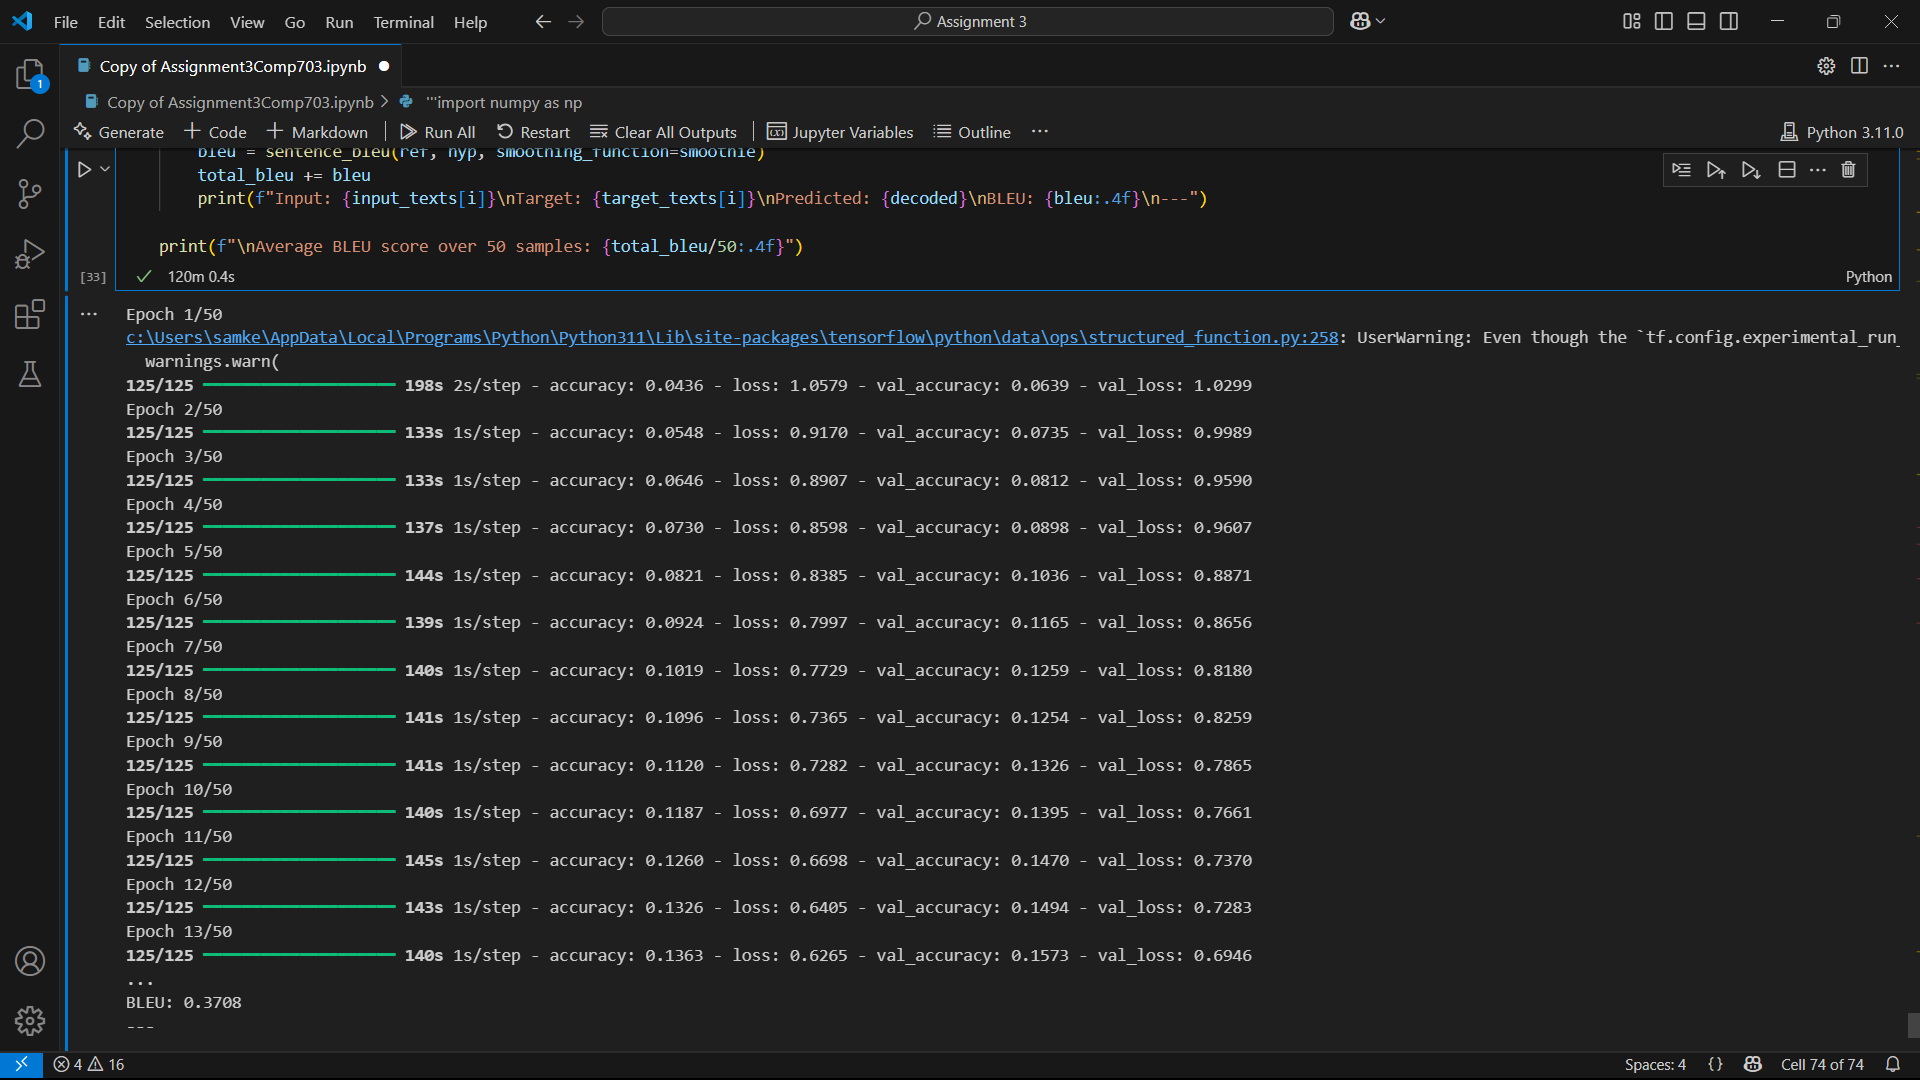 File Edit Selection View Go Run Terminal Help Assignment 3
Copy of Assignment3Comp703.ipynb
1
Copy of Assignment3Comp703.ipynb > '''import numpy as np
Generate + Code + Markdown Run All Restart Clear All Outputs Jupyter Variables Outline ... Python 3.11.0
bleu = sentence_bleu(ref, hyp, smoothing_function=smoothie)
total_bleu += bleu
print(f"Input: {input_texts[i]}\nTarget: {target_texts[i]}\nPredicted: {decoded}\nBLEU: {bleu:.4f}\n---")
print(f"\nAverage BLEU score over 50 samples: {total_bleu/50:.4f}")
[33] ✓ 120m 0.4s Python
... Epoch 1/50
c:\Users\samke\AppData\Local\Programs\Python\Python311\Lib\site-packages\tensorflow\python\data\ops\structured_function.py:258: UserWarning: Even though the `tf.config.experimental_run_
warnings.warn(
125/125 198s 2s/step - accuracy: 0.0436 - loss: 1.0579 - val_accuracy: 0.0639 - val_loss: 1.0299
Epoch 2/50
125/125 133s 1s/step - accuracy: 0.0548 - loss: 0.9170 - val_accuracy: 0.0735 - val_loss: 0.9989
Epoch 3/50
125/125 133s 1s/step - accuracy: 0.0646 - loss: 0.8907 - val_accuracy: 0.0812 - val_loss: 0.9590
Epoch 4/50
125/125 137s 1s/step - accuracy: 0.0730 - loss: 0.8598 - val_accuracy: 0.0898 - val_loss: 0.9607
Epoch 5/50
125/125 144s 1s/step - accuracy: 0.0821 - loss: 0.8385 - val_accuracy: 0.1036 - val_loss: 0.8871
Epoch 6/50
125/125 139s 1s/step - accuracy: 0.0924 - loss: 0.7997 - val_accuracy: 0.1165 - val_loss: 0.8656
Epoch 7/50
125/125 140s 1s/step - accuracy: 0.1019 - loss: 0.7729 - val_accuracy: 0.1259 - val_loss: 0.8180
Epoch 8/50
125/125 141s 1s/step - accuracy: 0.1096 - loss: 0.7365 - val_accuracy: 0.1254 - val_loss: 0.8259
Epoch 9/50
125/125 141s 1s/step - accuracy: 0.1120 - loss: 0.7282 - val_accuracy: 0.1326 - val_loss: 0.7865
Epoch 10/50
125/125 140s 1s/step - accuracy: 0.1187 - loss: 0.6977 - val_accuracy: 0.1395 - val_loss: 0.7661
Epoch 11/50
125/125 145s 1s/step - accuracy: 0.1260 - loss: 0.6698 - val_accuracy: 0.1470 - val_loss: 0.7370
Epoch 12/50
125/125 143s 1s/step - accuracy: 0.1326 - loss: 0.6405 - val_accuracy: 0.1494 - val_loss: 0.7283
Epoch 13/50
125/125 140s 1s/step - accuracy: 0.1363 - loss: 0.6265 - val_accuracy: 0.1573 - val_loss: 0.6946
...
BLEU: 0.3708
---
4 16 Spaces: 4 {} Cell 74 of 74